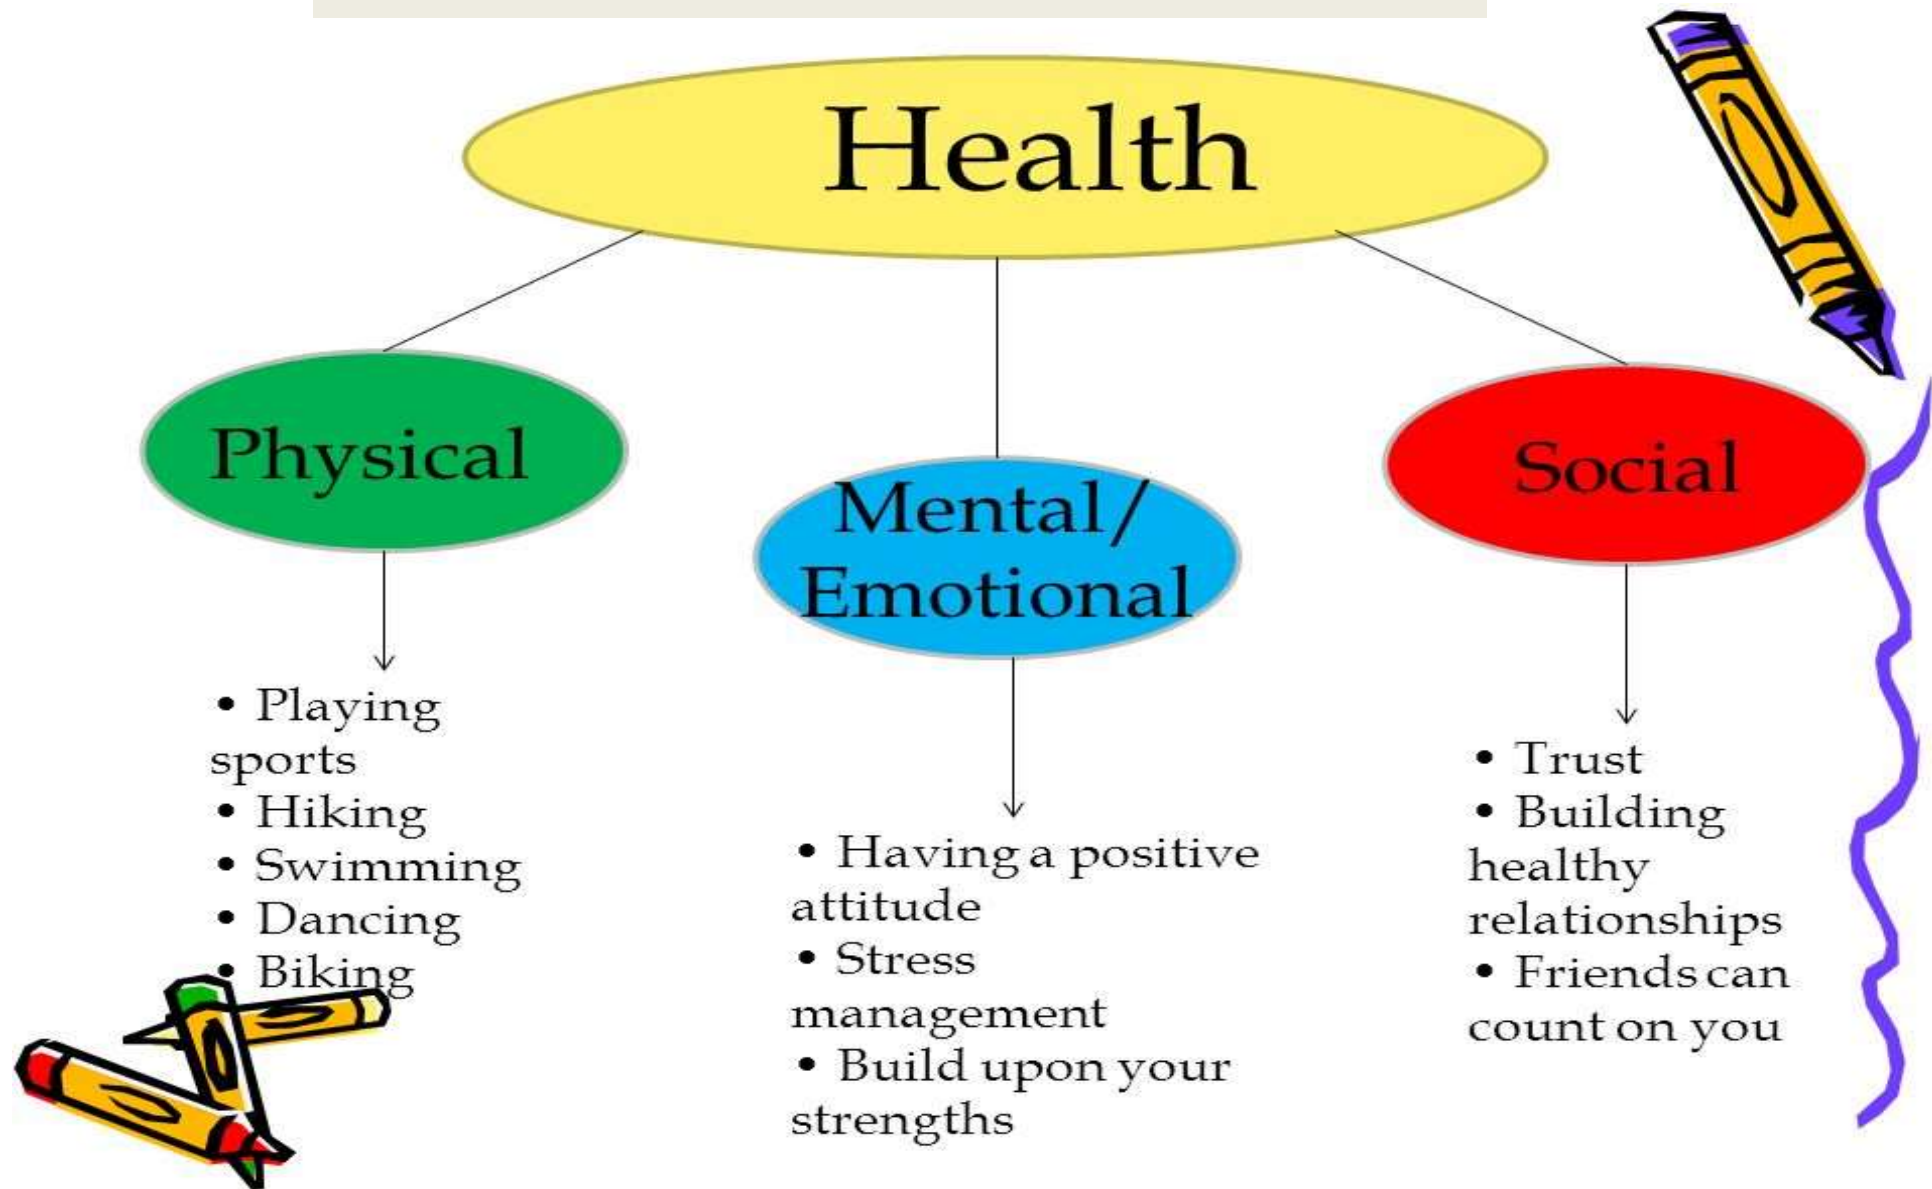 Health
Physical
• Playing
sports
• Hiking
• Swimming
• Dancing
• Biking
Mental/
Emotional
• Having a positive
attitude
• Stress
management
• Build upon your
strengths
Social
• Trust
• Building
healthy
relationships
• Friends can
count on you